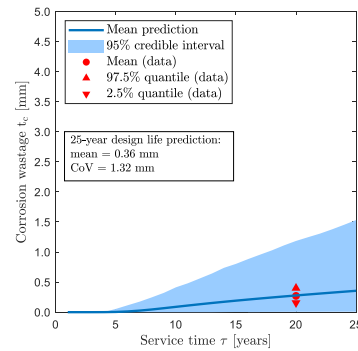 5.0
4.5
4.0
3.5
3.0
2.5
2.0
1.5
1.0
0.5
0.0
Corrosion wastage t_c [mm]
Mean prediction
95% credible interval
Mean (data)
97.5% quantile (data)
2.5% quantile (data)
25-year design life prediction:
mean = 0.36 mm
CoV = 1.32 mm
0 5 10 15 20 25
Service time τ [years]